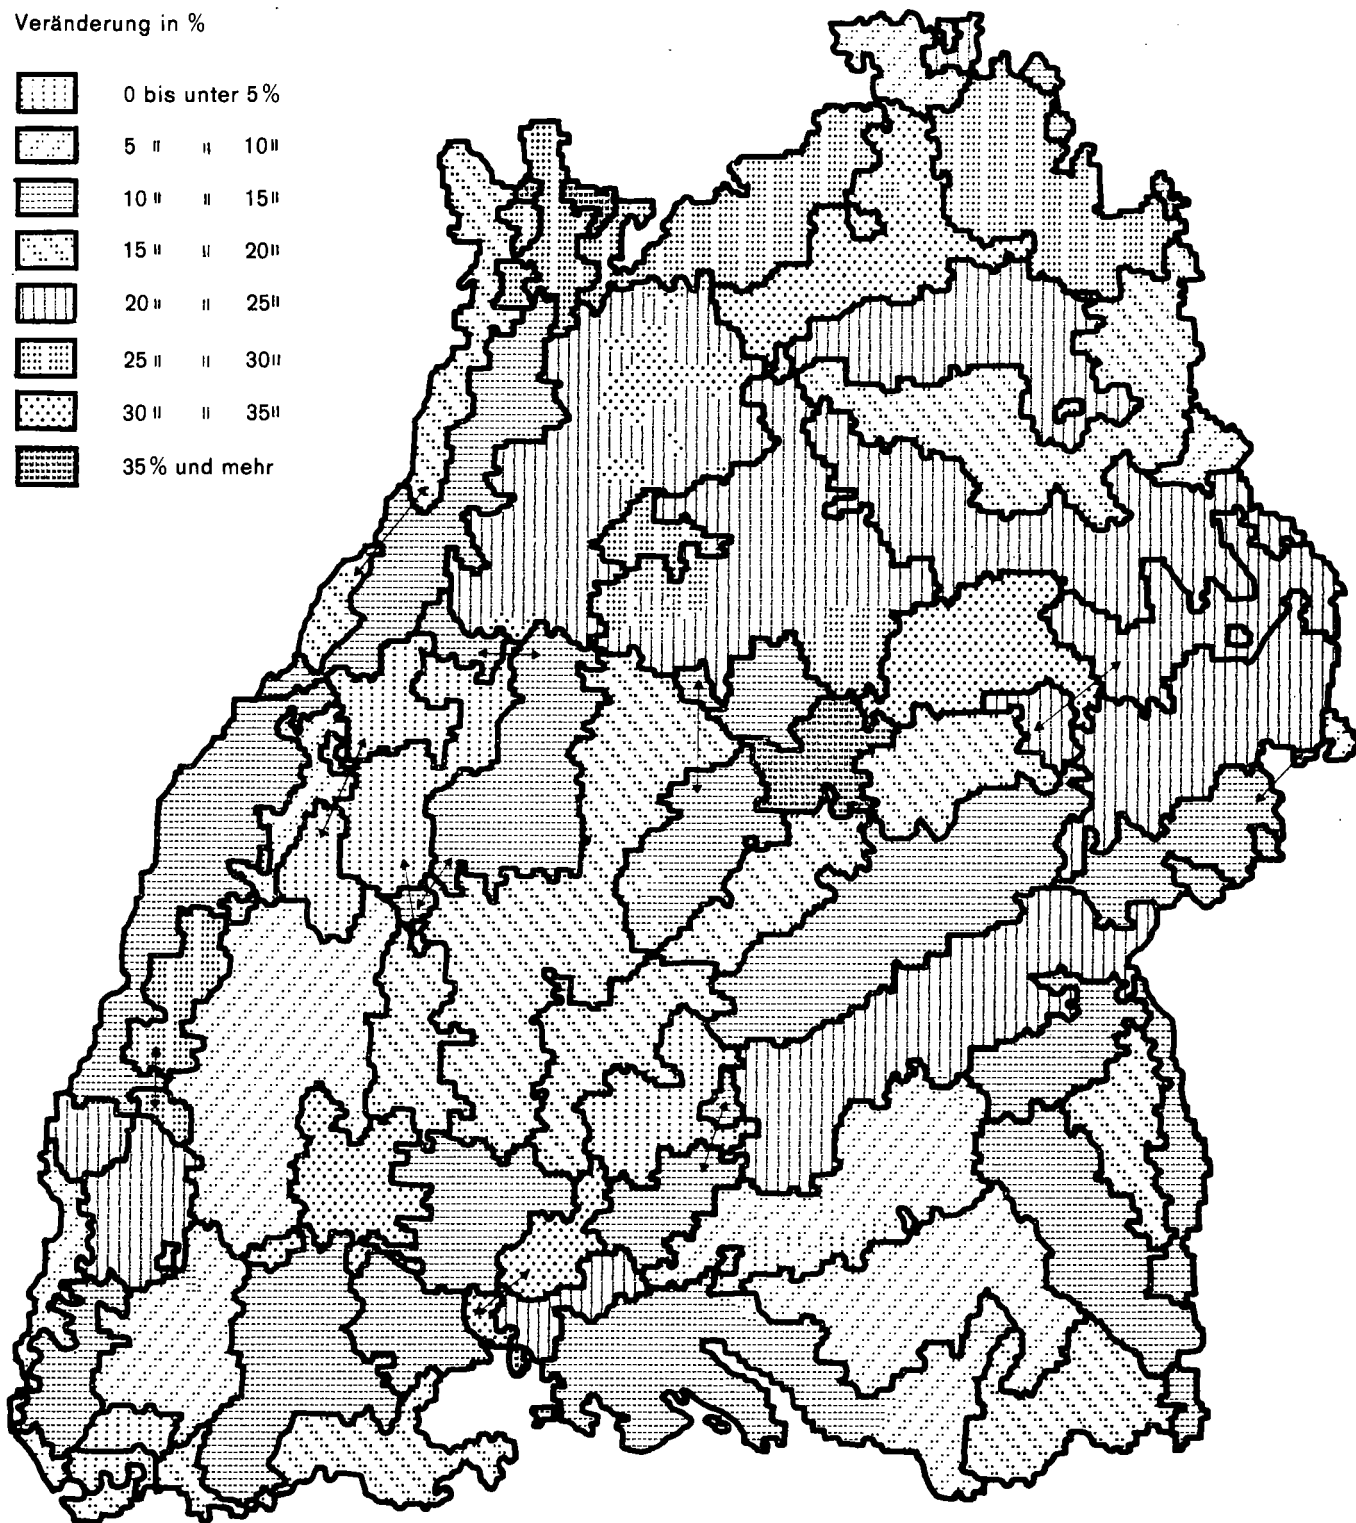 Veränderung in %
0 bis unter 5%
5 " " 10"
10 " " 15"
15 " " 20"
20 " " 25"
25 " " 30"
30 " " 35"
35% und mehr